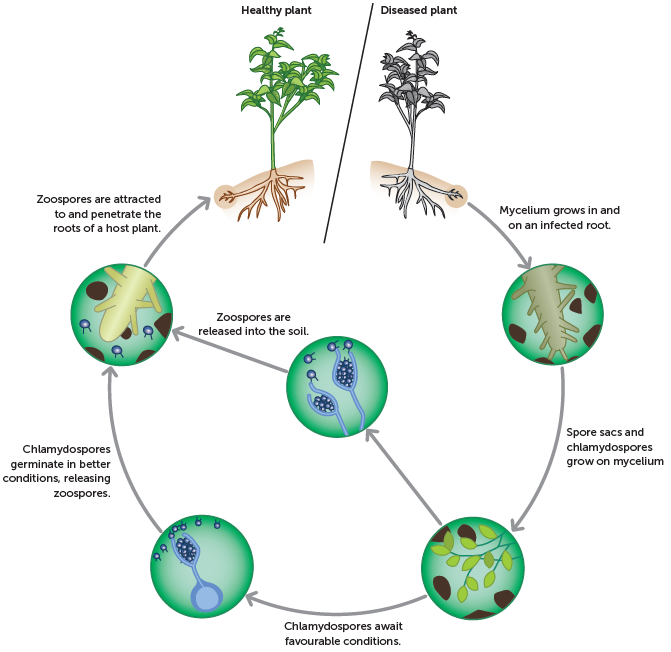 Healthy plant
Diseased plant
Zoospores are attracted
to and penetrate the
roots of a host plant.
Mycelium grows in and
on an infected root.
Zoospores are
released into the soil.
Spore sacs and
chlamydospores
grow on mycelium
Chlamydospores
germinate in better
conditions, releasing
zoospores.
Chlamydospores await
favourable conditions.